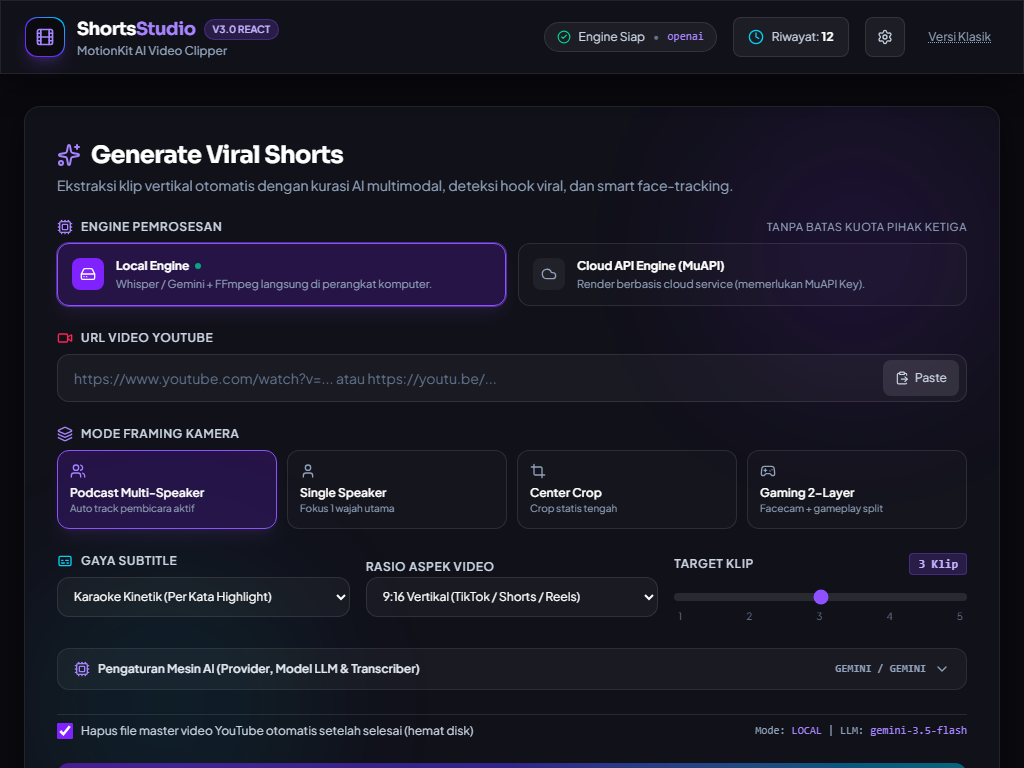 ShortsStudio V3.0 REACT
MotionKit AI Video Clipper
Engine Siap • openai
Riwayat: 12
Versi Klasik
Generate Viral Shorts
Ekstraksi klip vertikal otomatis dengan kurasi AI multimodal, deteksi hook viral, dan smart face-tracking.
ENGINE PEMROSESAN
TANPA BATAS KUOTA PIHAK KETIGA
Local Engine
Whisper / Gemini + FFmpeg langsung di perangkat komputer.
Cloud API Engine (MuAPI)
Render berbasis cloud service (memerlukan MuAPI Key).
URL VIDEO YOUTUBE
https://www.youtube.com/watch?v=... atau https://youtu.be/...
Paste
MODE FRAMING KAMERA
Podcast Multi-Speaker
Auto track pembicara aktif
Single Speaker
Fokus 1 wajah utama
Center Crop
Crop statis tengah
Gaming 2-Layer
Facecam + gameplay split
GAYA SUBTITLE
Karaoke Kinetik (Per Kata Highlight)
RASIO ASPEK VIDEO
9:16 Vertikal (TikTok / Shorts / Reels)
TARGET KLIP
3 Klip
1 2 3 4 5
Pengaturan Mesin AI (Provider, Model LLM & Transcriber)
GEMINI / GEMINI
Hapus file master video YouTube otomatis setelah selesai (hemat disk)
Mode: LOCAL | LLM: gemini-3.5-flash